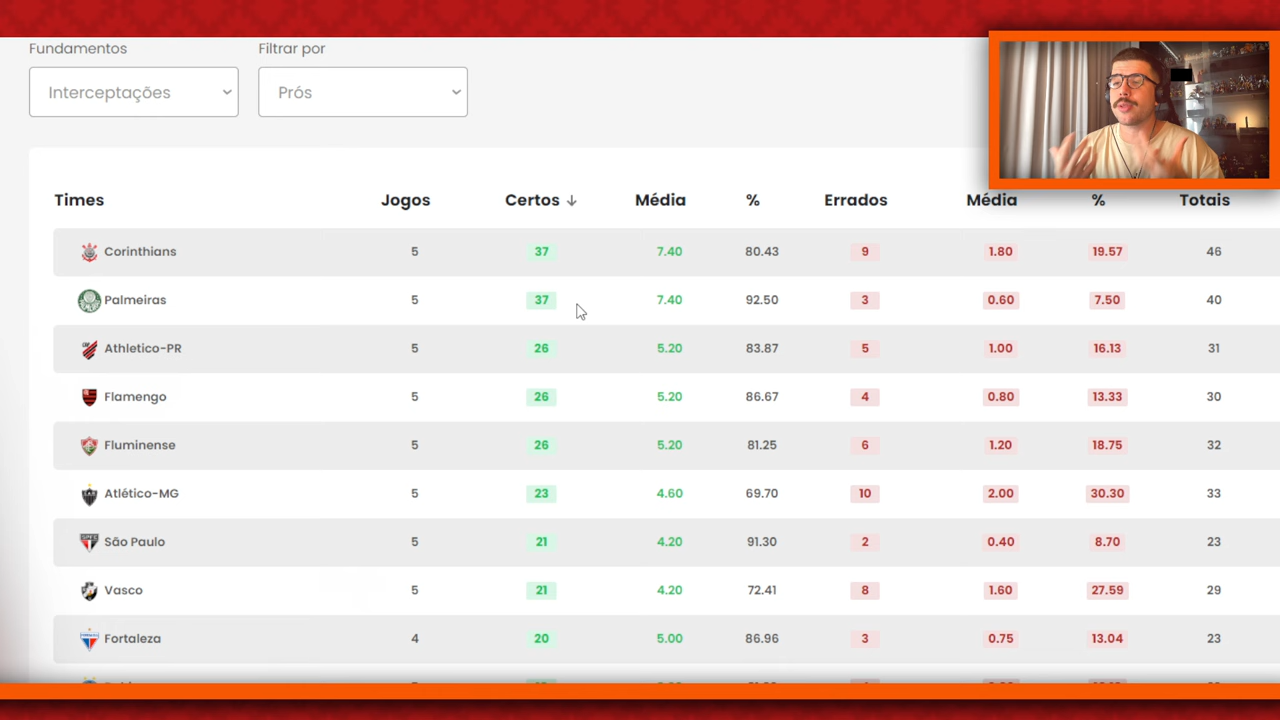 Fundamentos Filtrar por
Interceptações Prós
Times Jogos Certos ↓ Média % Errados Média % Totais
Corinthians 5 37 7.40 80.43 9 1.80 19.57 46
Palmeiras 5 37 7.40 92.50 3 0.60 7.50 40
Athletico-PR 5 26 5.20 83.87 5 1.00 16.13 31
Flamengo 5 26 5.20 86.67 4 0.80 13.33 30
Fluminense 5 26 5.20 81.25 6 1.20 18.75 32
Atlético-MG 5 23 4.60 69.70 10 2.00 30.30 33
São Paulo 5 21 4.20 91.30 2 0.40 8.70 23
Vasco 5 21 4.20 72.41 8 1.60 27.59 29
Fortaleza 4 20 5.00 86.96 3 0.75 13.04 23